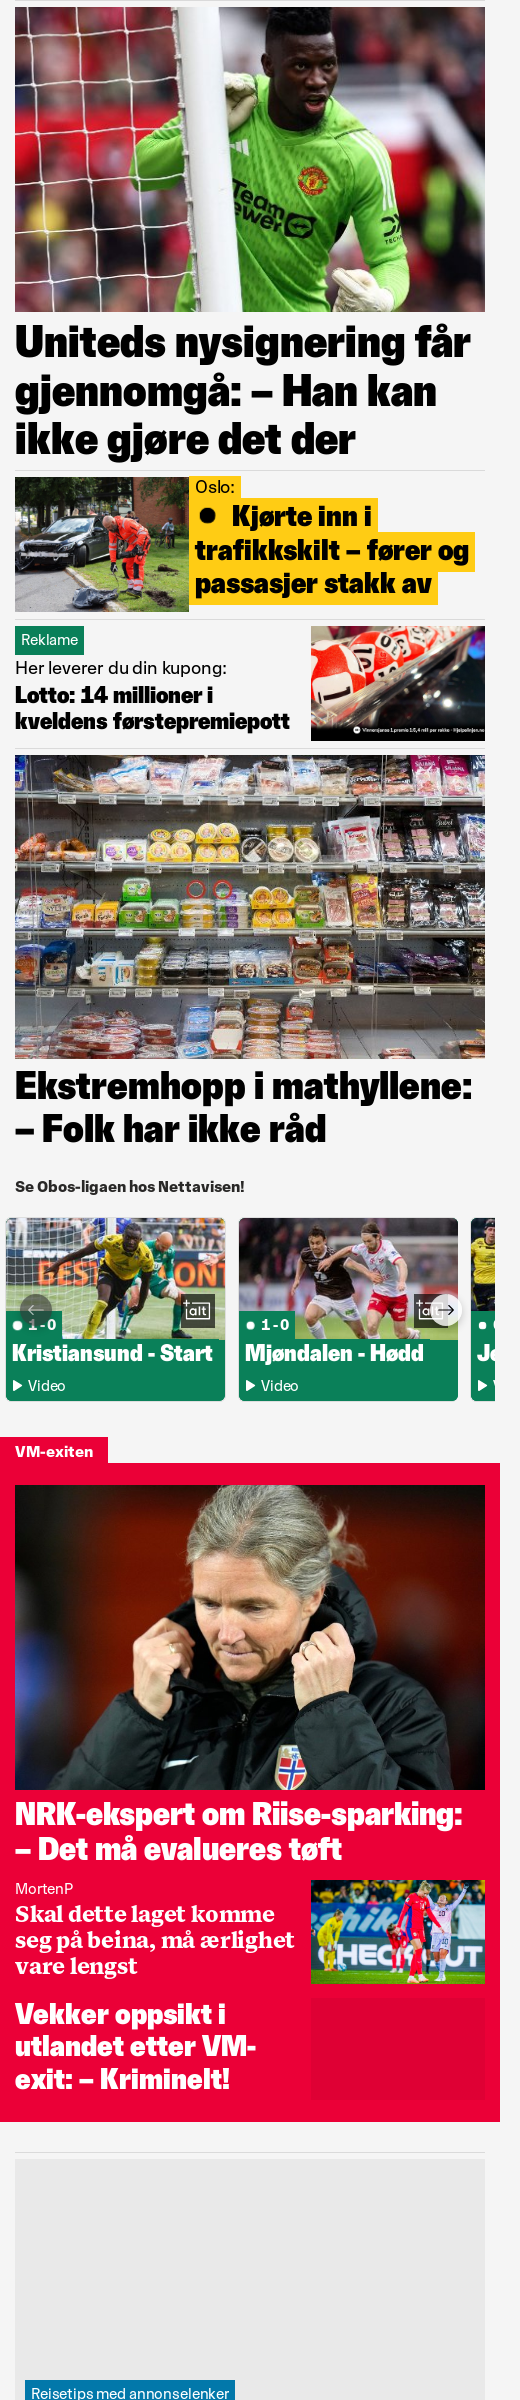 Team
Uniteds nysignering får
gjennomgå: – Han kan
ikke gjøre det der
Oslo:
Kjørte inn i
trafikkskilt – fører og
passasjer stakk av
Reklame
Her leverer du din kupong:
Lotto: 14 millioner i
kveldens førstepremiepott
Ekstremhopp i mathyllene:
– Folk har ikke råd
Se Obos-ligaen hos Nettavisen!
+alt
1-0
Kristiansund - Start
Video
1-0
Mjøndalen - Hødd
Video
VM-exiten
NRK-ekspert om Riise-sparking:
– Det må evalueres tøft
MortenP
Skal dette laget komme
seg på beina, må ærlighet
vare lengst
CHECKOUT
Vekker oppsikt i
utlandet etter VM-
exit: – Kriminelt!
Reisetips med annonselenker